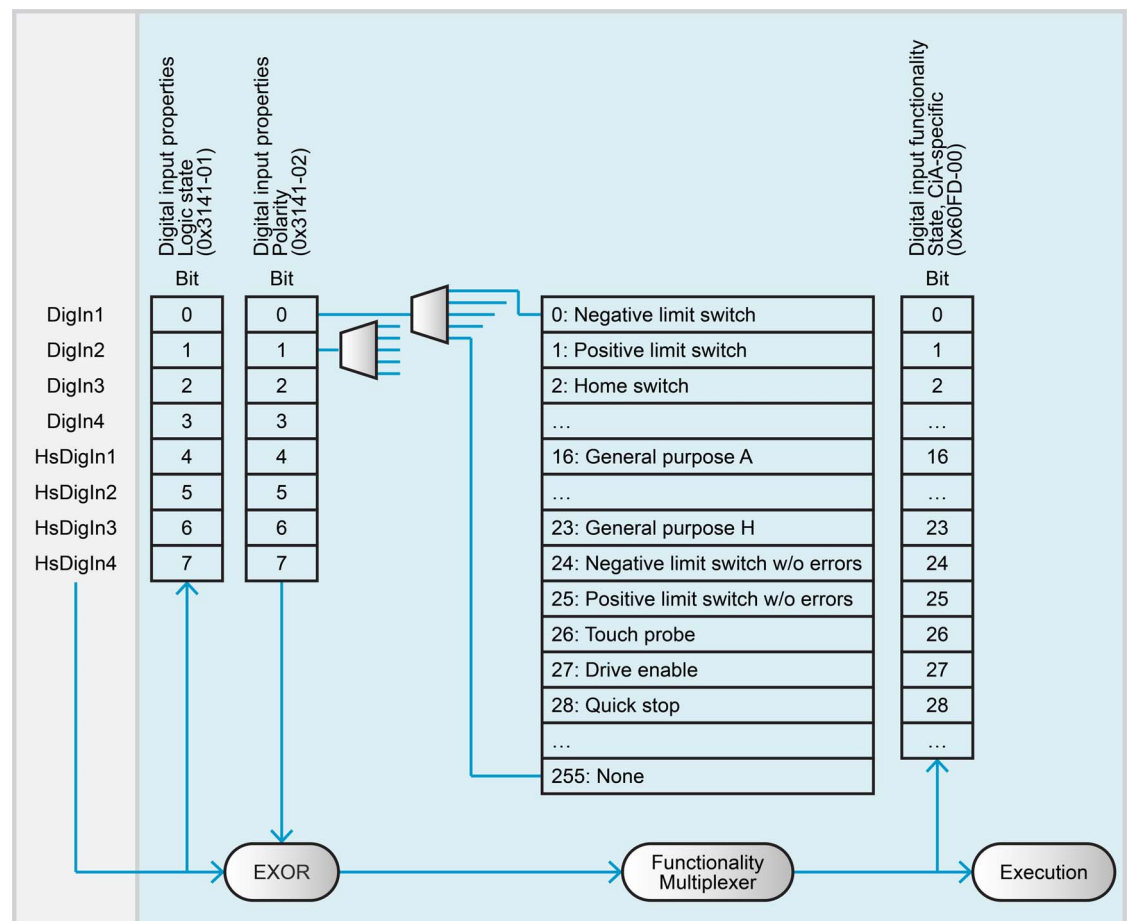 Digital input properties
Logic state
(0x3141-01)
Digital input properties
Polarity
(0x3141-02)
Digital input functionality
State, CiA-specific
(0x60FD-00)
Bit
Bit
Bit
DigIn1
0
0
0: Negative limit switch
0
DigIn2
1
1
1: Positive limit switch
1
DigIn3
2
2
2: Home switch
2
DigIn4
3
3
...
...
HsDigIn1
4
4
16: General purpose A
16
HsDigIn2
5
5
...
...
HsDigIn3
6
6
23: General purpose H
23
HsDigIn4
7
7
24: Negative limit switch w/o errors
24
25: Positive limit switch w/o errors
25
26: Touch probe
26
27: Drive enable
27
28: Quick stop
28
...
...
255: None
EXOR
Functionality
Multiplexer
Execution